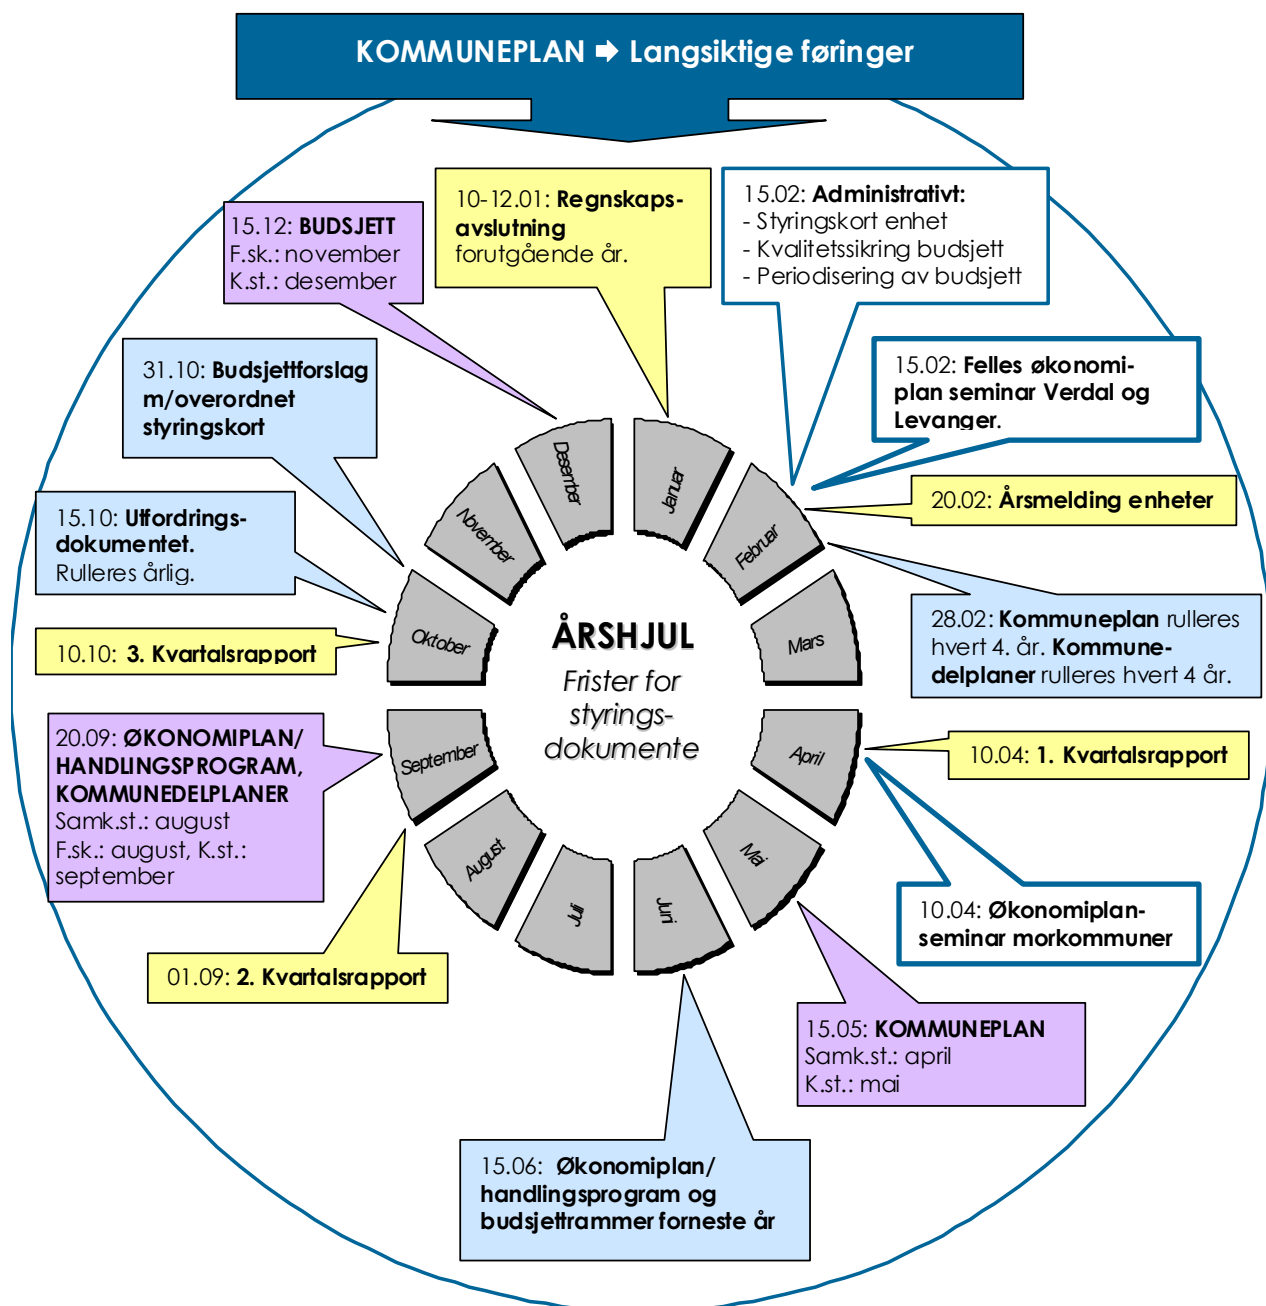 KOMMUNEPLAN ➡ Langsiktige føringer
10-12.01: Regnskaps-
avslutning
forutgående år.
15.02: Administrativt:
- Styringskort enhet
- Kvalitetssikring budsjett
- Periodisering av budsjett
15.12: BUDSJETT
F.sk.: november
K.st.: desember
31.10: Budsjettforslag
m/overordnet
styringskort
15.02: Felles økonomi-
plan seminar Verdal og
Levanger.
20.02: Årsmelding enheter
15.10: Utfordrings-
dokumentet.
Rulleres årlig.
28.02: Kommuneplan rulleres
hvert 4. år. Kommune-
delplaner rulleres hvert 4 år.
10.10: 3. Kvartalsrapport
Januar
Februar
Mars
April
Mai
Juni
Juli
August
September
Oktober
November
Desember
ÅRSHJUL
Frister for
styrings-
dokumente
20.09: ØKONOMIPLAN/
HANDLINGSPROGRAM,
KOMMUNEDELPLANER
Samk.st.: august
F.sk.: august, K.st.:
september
10.04: 1. Kvartalsrapport
10.04: Økonomiplan-
seminar morkommuner
01.09: 2. Kvartalsrapport
15.05: KOMMUNEPLAN
Samk.st.: april
K.st.: mai
15.06: Økonomiplan/
handlingsprogram og
budsjettrammer forneste år